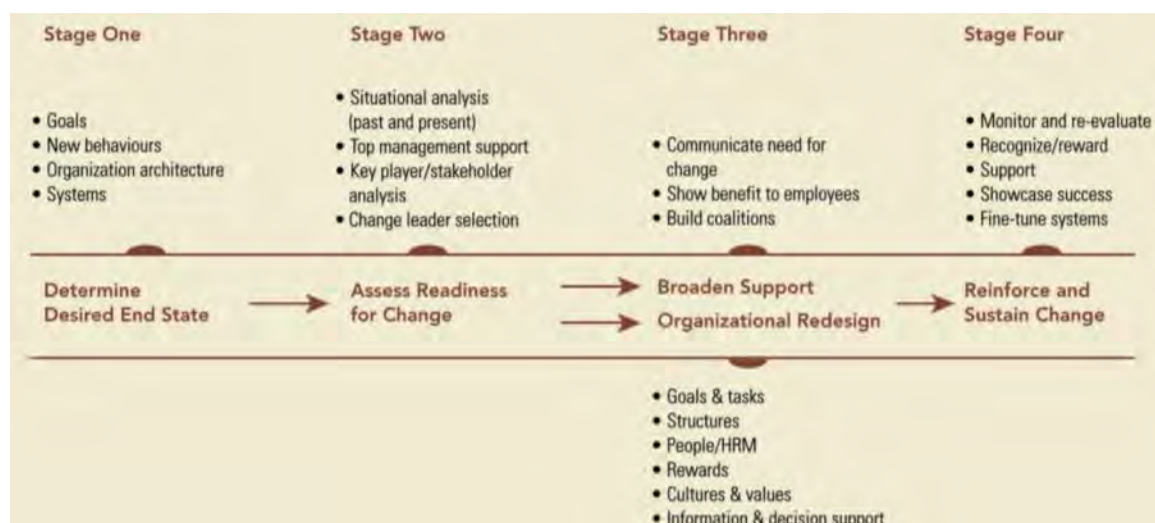 Stage One
• Goals
• New behaviours
• Organization architecture
• Systems
Determine
Desired End State
Stage Two
• Situational analysis
(past and present)
• Top management support
• Key player/stakeholder
analysis
• Change leader selection
Assess Readiness
for Change
Stage Three
• Communicate need for
change
• Show benefit to employees
• Build coalitions
Broaden Support
Organizational Redesign
• Goals & tasks
• Structures
• People/HRM
• Rewards
• Cultures & values
• Information & decision support
Stage Four
• Monitor and re-evaluate
• Recognize/reward
• Support
• Showcase success
• Fine-tune systems
Reinforce and
Sustain Change